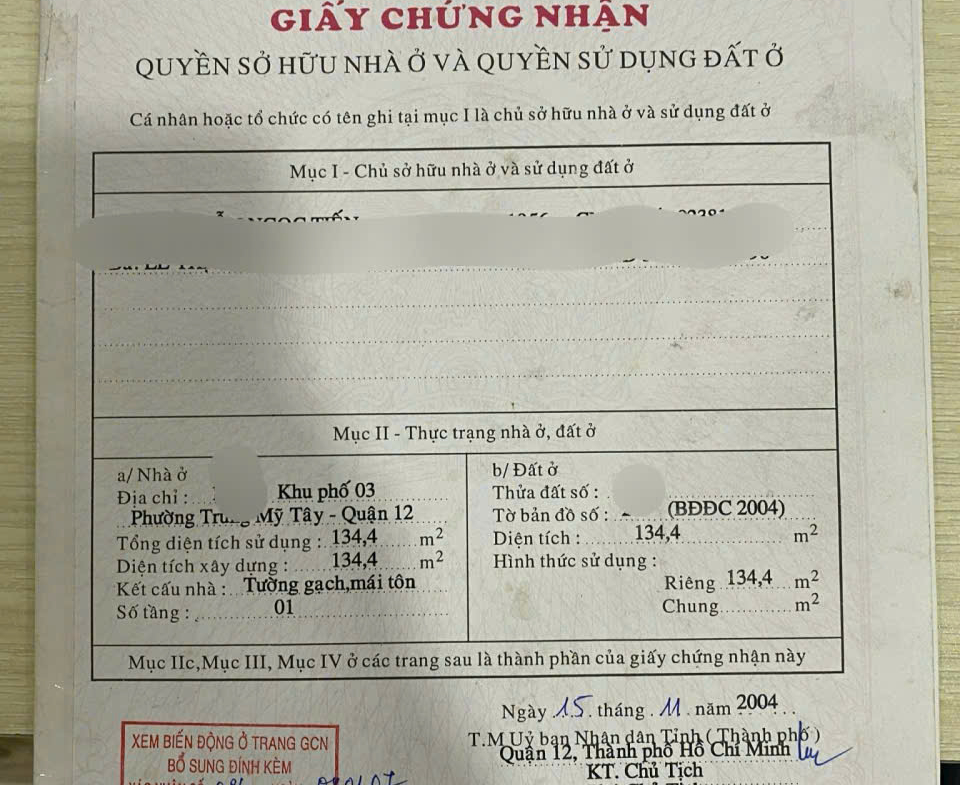 GIẤY CHỨNG NHẬN
QUYỀN SỞ HỮU NHÀ Ở VÀ QUYỀN SỬ DỤNG ĐẤT Ở
Cá nhân hoặc tổ chức có tên ghi tại mục I là chủ sở hữu nhà ở và sử dụng đất ở
Mục I - Chủ sở hữu nhà ở và sử dụng đất ở
Mục II - Thực trạng nhà ở, đất ở
a/ Nhà ở
Địa chỉ : Khu phố 03
Phường Mỹ Tây - Quận 12
Tổng diện tích sử dụng : 134,4 m²
Diện tích xây dựng : 134,4 m²
Kết cấu nhà : Tường gạch,mái tôn
Số tầng : 01
b/ Đất ở
Thửa đất số :
Tờ bản đồ số : (BĐĐC 2004)
Diện tích : 134,4 m²
Hình thức sử dụng :
Riêng 134,4 m²
Chung m²
Mục IIc,Mục III, Mục IV ở các trang sau là thành phần của giấy chứng nhận này
Ngày 15 tháng 11 năm 2004
T.M Uỷ ban Nhân dân Tỉnh ( Thành phố )
Quận 12, Thành phố Hồ Chí Minh
KT. Chủ Tịch
XEM BIẾN ĐỘNG Ở TRANG GCN
BỔ SUNG ĐÍNH KÈM